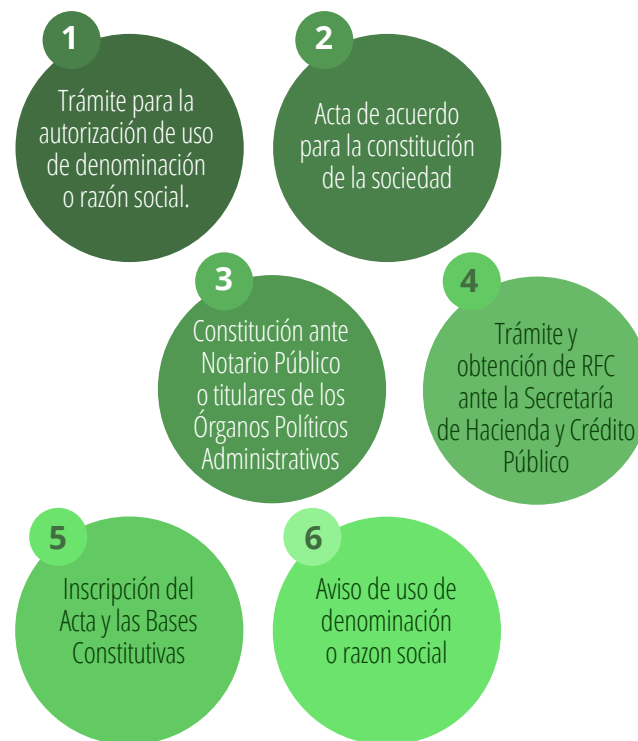 1
Trámite para la
autorización de uso
de denominación
o razón social.
2
Acta de acuerdo
para la constitución
de la sociedad
3
Constitución ante
Notario Público
o titulares de los
Órganos Políticos
Administrativos
4
Trámite y
obtención de RFC
ante la Secretaría
de Hacienda y Crédito
Público
5
Inscripción del
Acta y las Bases
Constitutivas
6
Aviso de uso de
denominación
o razon social